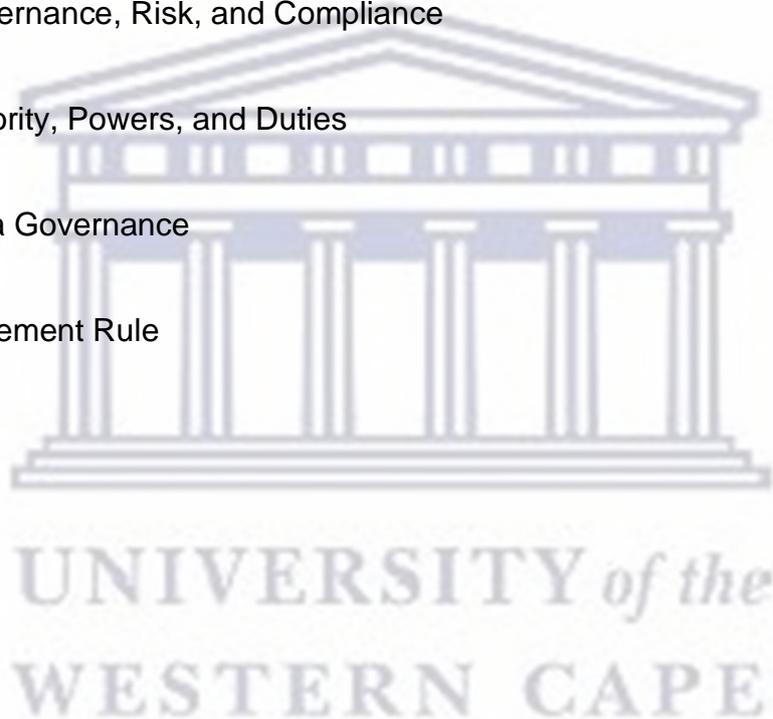 ernance, Risk, and Compliance
ority, Powers, and Duties
a Governance
ement Rule
UNIVERSITY of the
WESTERN CAPE